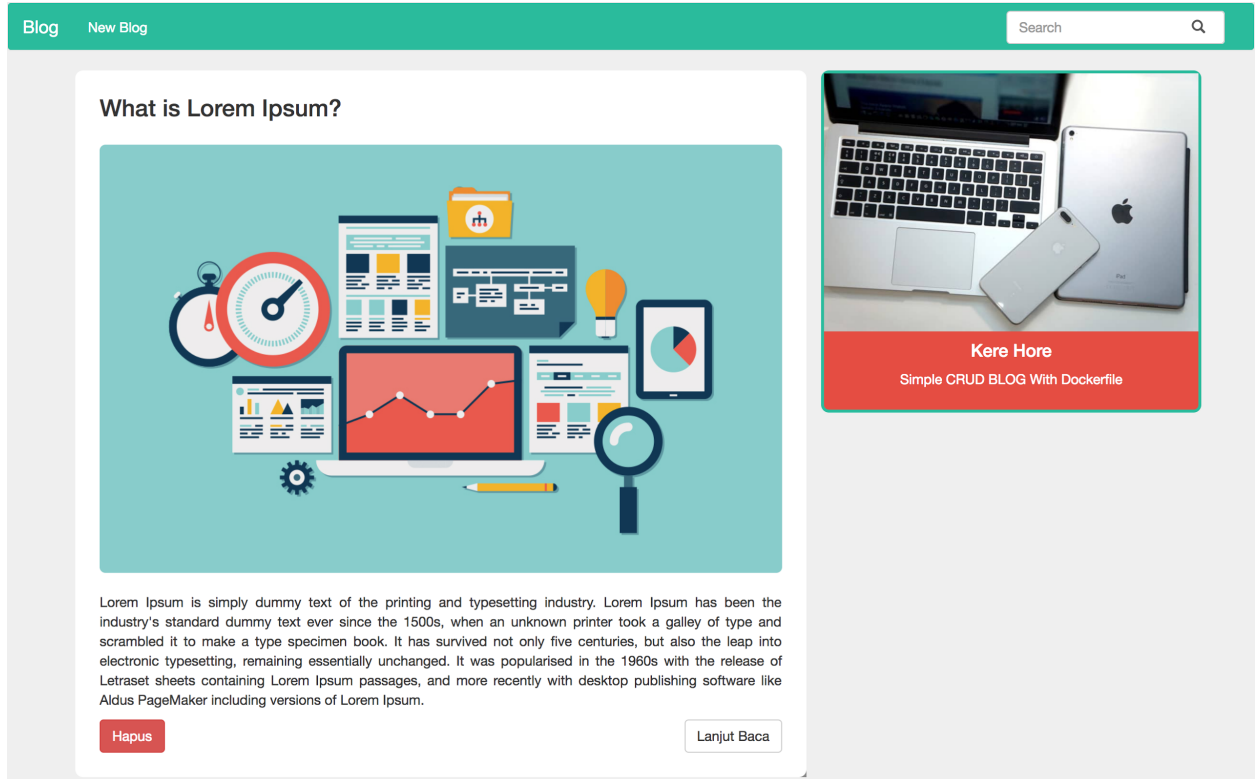 Blog
New Blog
Search
What is Lorem Ipsum?
Lorem Ipsum is simply dummy text of the printing and typesetting industry. Lorem Ipsum has been the
industry's standard dummy text ever since the 1500s, when an unknown printer took a galley of type and
scrambled it to make a type specimen book. It has survived not only five centuries, but also the leap into
electronic typesetting, remaining essentially unchanged. It was popularised in the 1960s with the release of
Letraset sheets containing Lorem Ipsum passages, and more recently with desktop publishing software like
Aldus PageMaker including versions of Lorem Ipsum.
Hapus
Lanjut Baca
iPad
Kere Hore
Simple CRUD BLOG With Dockerfile